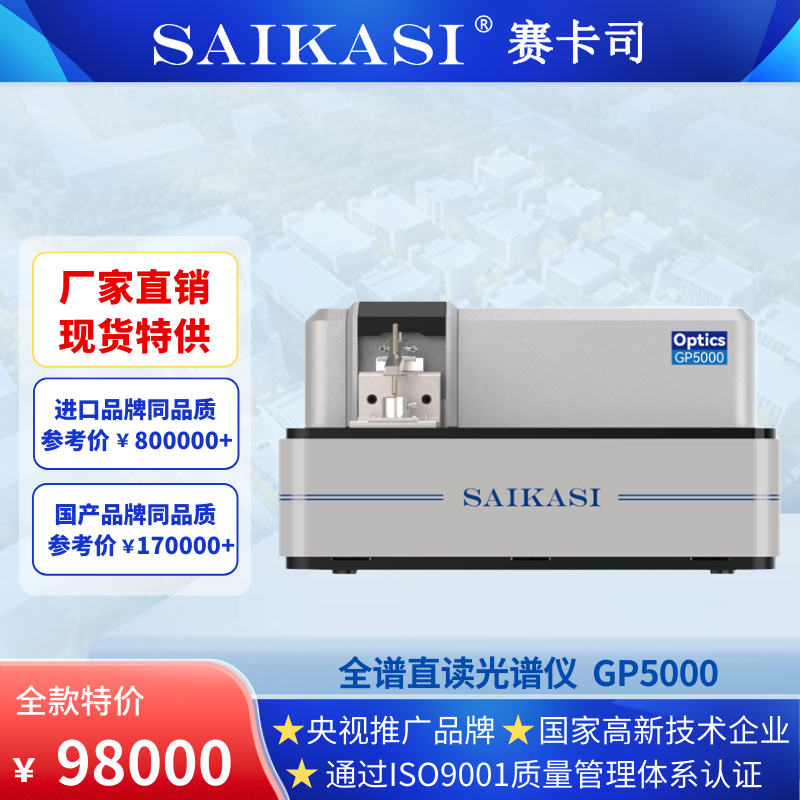 SAIKASI® 赛卡司
厂家直销
现货特供
进口品牌同品质
参考价￥800000+
国产品牌同品质
参考价￥170000+
Optics
GP5000
SAIKASI
全谱直读光谱仪 GP5000
全款特价
￥ 98000
★央视推广品牌 ★国家高新技术企业
★通过ISO9001质量管理体系认证